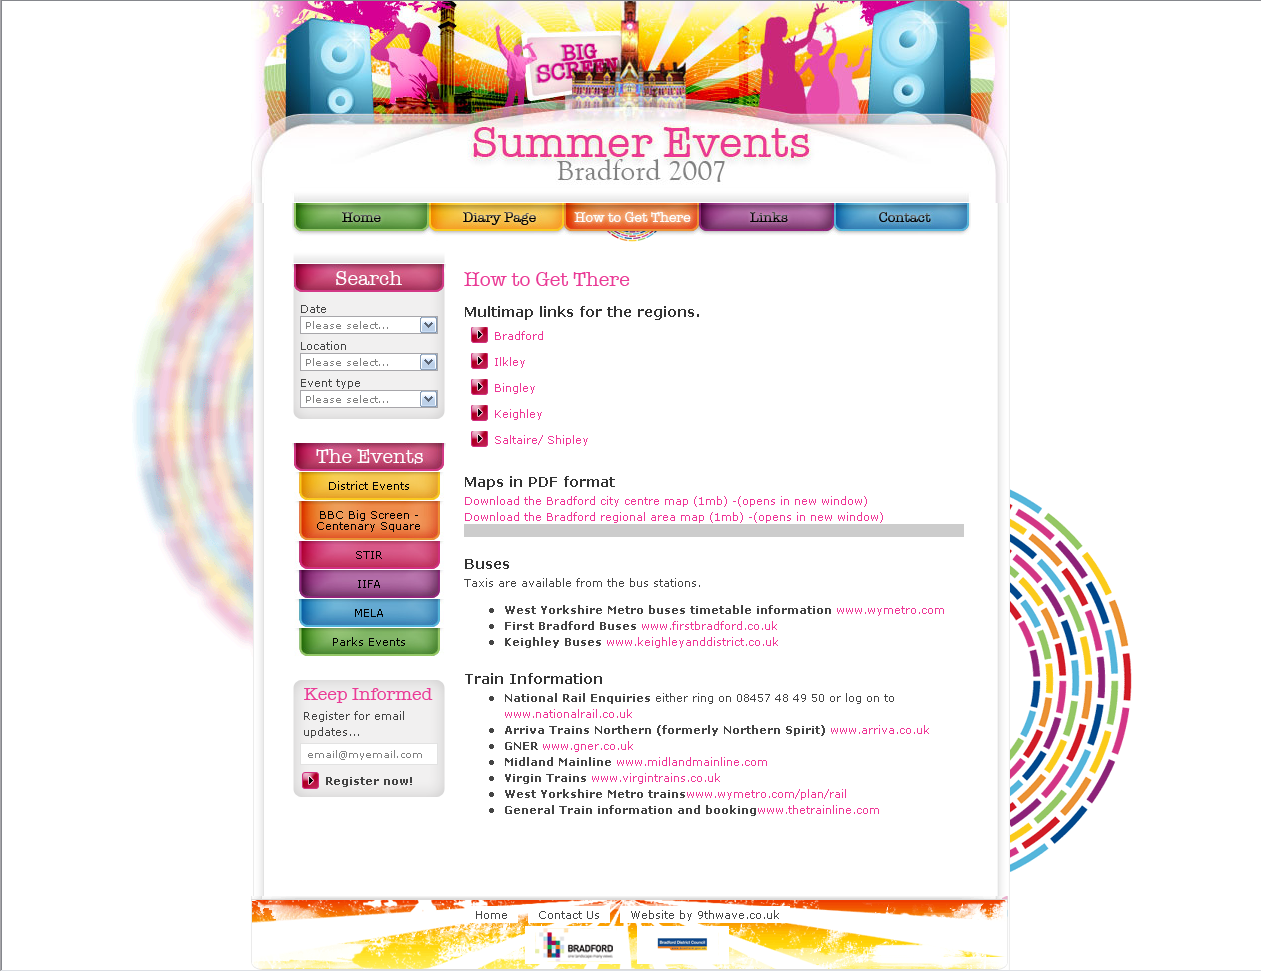 BIG
SCREEN
Summer Events
Bradford 2007
Home
Diary Page
How to Get There
Links
Contact
Search
Date
Please select...
Location
Please select...
Event type
Please select...
The Events
District Events
BBC Big Screen -
Centenary Square
STIR
IIFA
MELA
Parks Events
Keep Informed
Register for email
updates...
email@myemail.com
Register now!
How to Get There
Multimap links for the regions.
Bradford
Ilkley
Bingley
Keighley
Saltaire/ Shipley
Maps in PDF format
Download the Bradford city centre map (1mb) -(opens in new window)
Download the Bradford regional area map (1mb) -(opens in new window)
Buses
Taxis are available from the bus stations.
West Yorkshire Metro buses timetable information www.wymetro.com
First Bradford Buses www.firstbradford.co.uk
Keighley Buses www.keighleyanddistrict.co.uk
Train Information
National Rail Enquiries either ring on 08457 48 49 50 or log on to
www.nationalrail.co.uk
Arriva Trains Northern (formerly Northern Spirit) www.arriva.co.uk
GNER www.gner.co.uk
Midland Mainline www.midlandmainline.com
Virgin Trains www.virgintrains.co.uk
West Yorkshire Metro trainswww.wymetro.com/plan/rail
General Train information and bookingwww.thetrainline.com
Home
Contact Us
Website by 9thwave.co.uk
BRADFORD
Bradford District Council